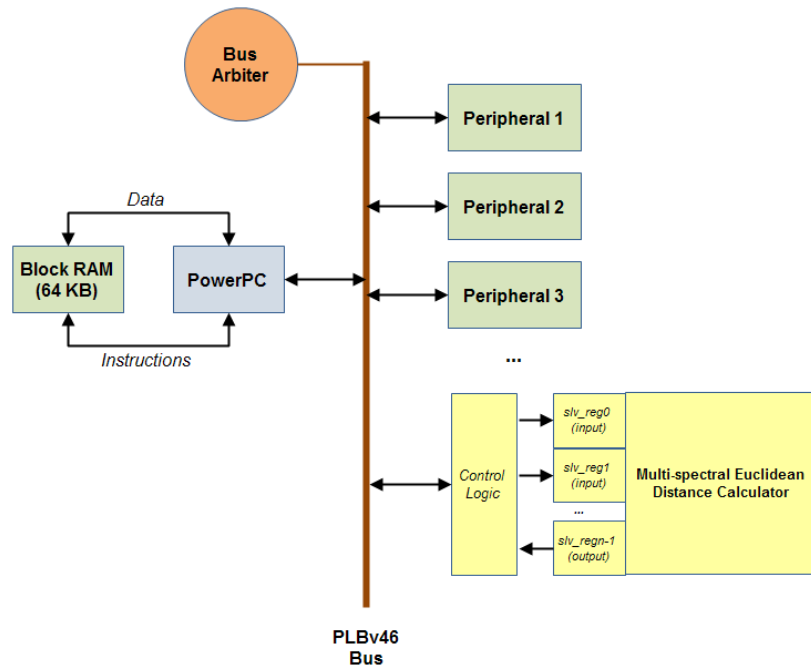 Bus
Arbiter
Peripheral 1
Data
Peripheral 2
Block RAM
(64 KB)
PowerPC
Peripheral 3
Instructions
...
slv_reg0
(input)
Control
Logic
slv_reg1
(input)
Multi-spectral Euclidean
Distance Calculator
...
slv_regn-1
(output)
PLBv46
Bus